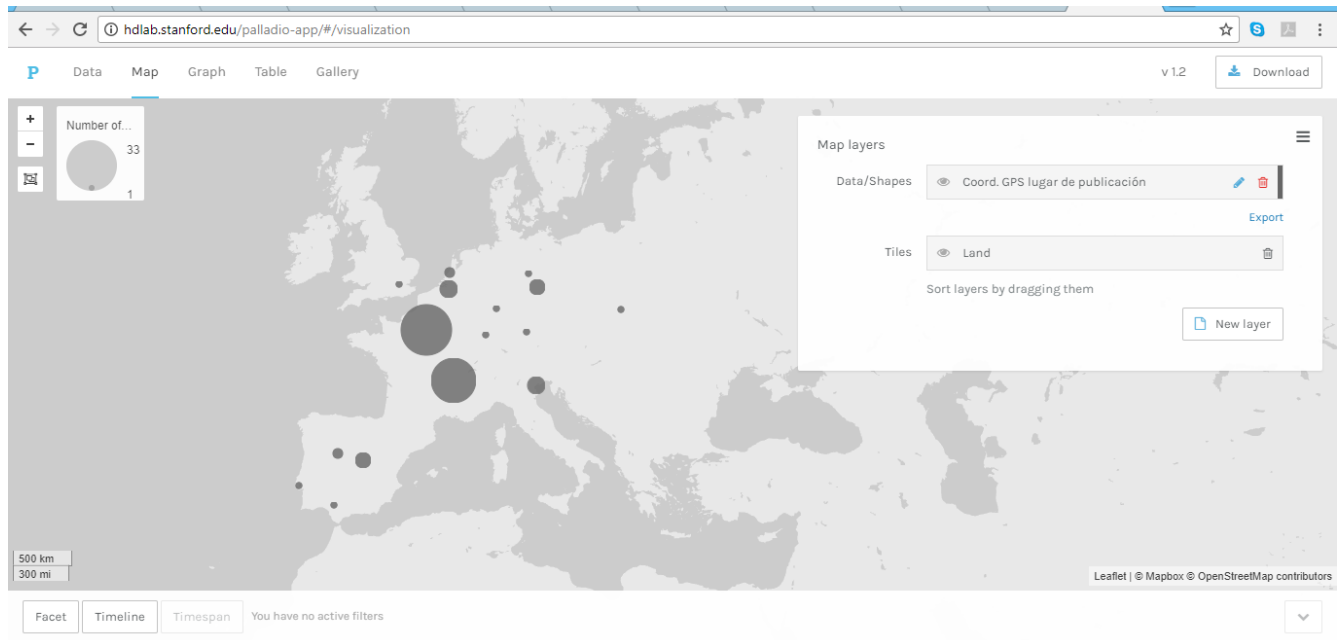 hdlab.stanford.edu/palladio-app/#/visualization
P Data Map Graph Table Gallery v 1.2 Download
+
−
Number of...
33
1
Map layers
Data/Shapes Coord. GPS lugar de publicación
Export
Tiles Land
Sort layers by dragging them
New layer
500 km
300 mi
Leaflet | © Mapbox © OpenStreetMap contributors
Facet Timeline Timespan You have no active filters